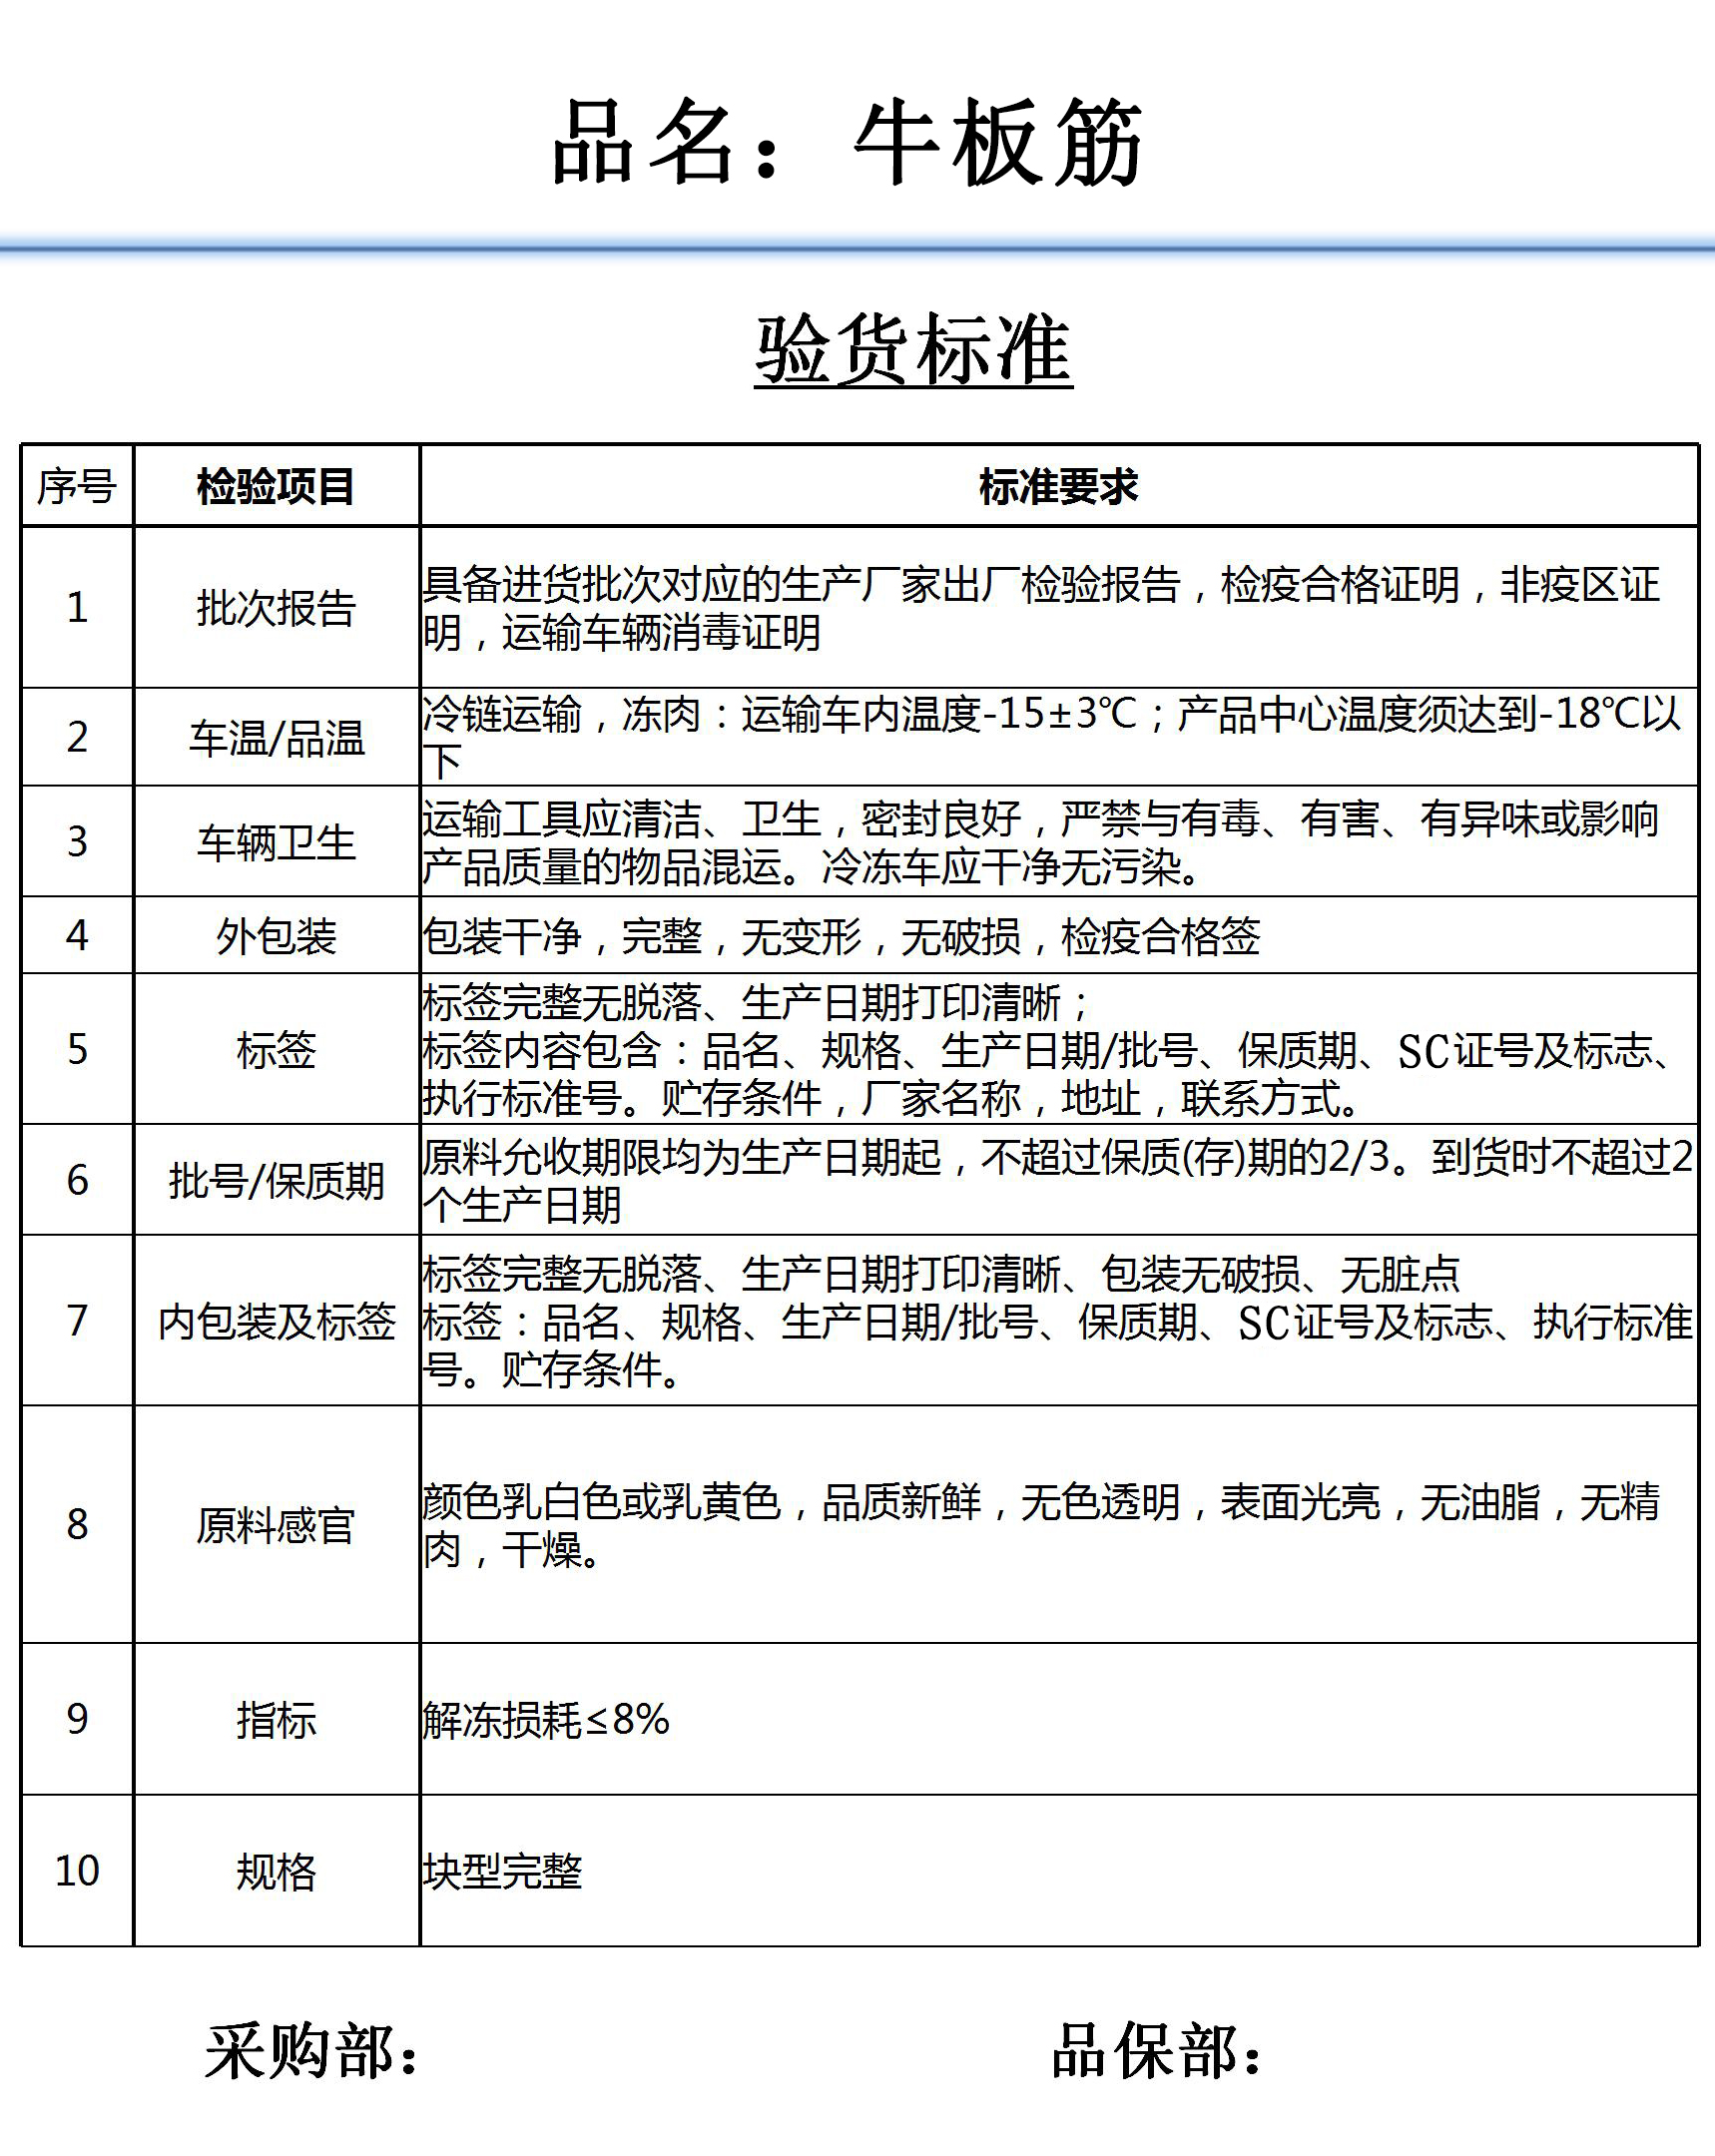 品名：牛板筋
验货标准
序号 检验项目 标准要求
1 批次报告 具备进货批次对应的生产厂家出厂检验报告，检疫合格证明，非疫区证
明，运输车辆消毒证明
2 车温/品温 冷链运输，冻肉：运输车内温度-15±3℃；产品中心温度须达到-18℃以
下
3 车辆卫生 运输工具应清洁、卫生，密封良好，严禁与有毒、有害、有异味或影响
产品质量的物品混运。冷冻车应干净无污染。
4 外包装 包装干净，完整，无变形，无破损，检疫合格签
5 标签 标签完整无脱落、生产日期打印清晰；
标签内容包含：品名、规格、生产日期/批号、保质期、SC证号及标志、
执行标准号。贮存条件，厂家名称，地址，联系方式。
6 批号/保质期 原料允收期限均为生产日期起，不超过保质(存)期的2/3。到货时不超过2
个生产日期
7 内包装及标签 标签完整无脱落、生产日期打印清晰、包装无破损、无脏点
标签：品名、规格、生产日期/批号、保质期、SC证号及标志、执行标准
号。贮存条件。
8 原料感官 颜色乳白色或乳黄色，品质新鲜，无色透明，表面光亮，无油脂，无精
肉，干燥。
9 指标 解冻损耗≤8%
10 规格 块型完整
采购部： 品保部：